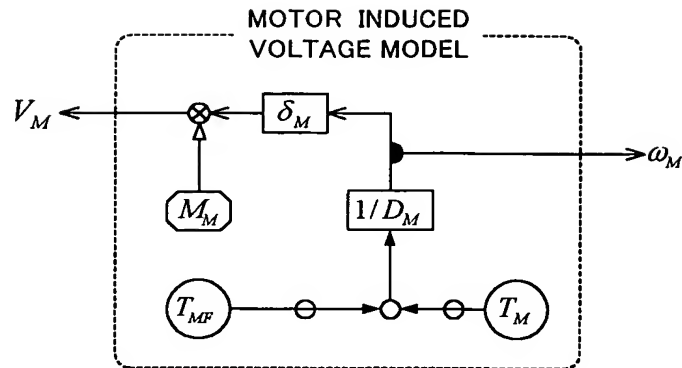 MOTOR INDUCED
VOLTAGE MODEL
V_M
δ_M
ω_M
M_M
1/D_M
T_MF
T_M